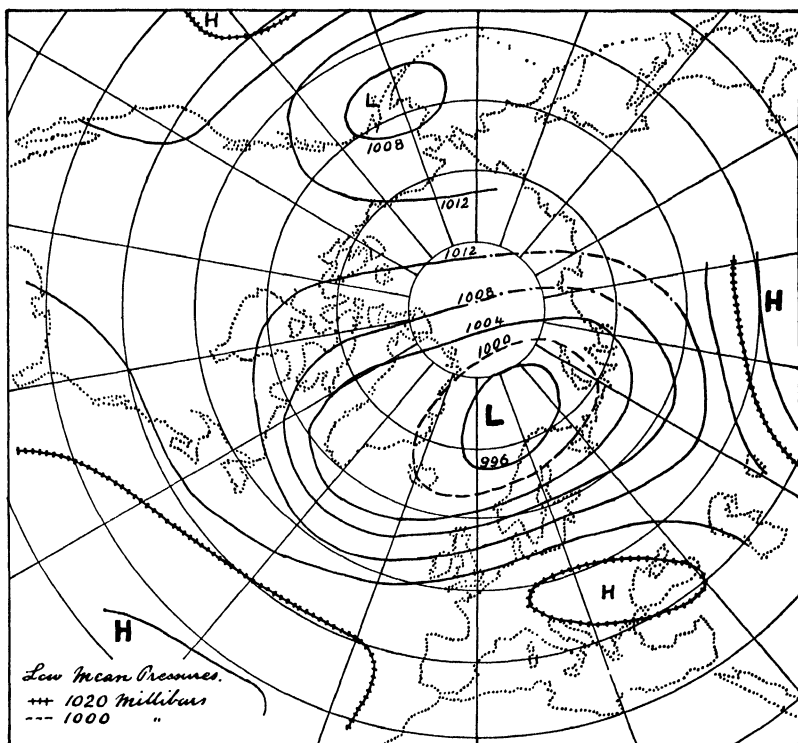 H
L
1008
1012
1012
1008
H
1004
1000
L
996
H
H
Low Mean Pressures.
1020 Millibars
1000 "